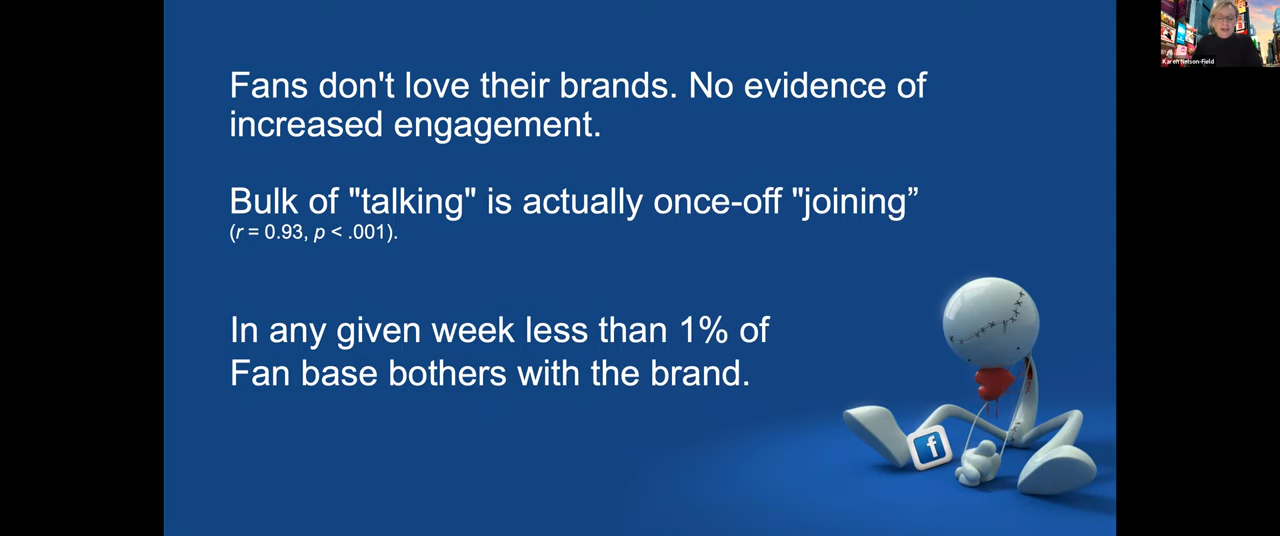 Fans don't love their brands. No evidence of
increased engagement.
Bulk of "talking" is actually once-off "joining”
(r = 0.93, p < .001).
In any given week less than 1% of
Fan base bothers with the brand.
f
Karen Nelson-Field